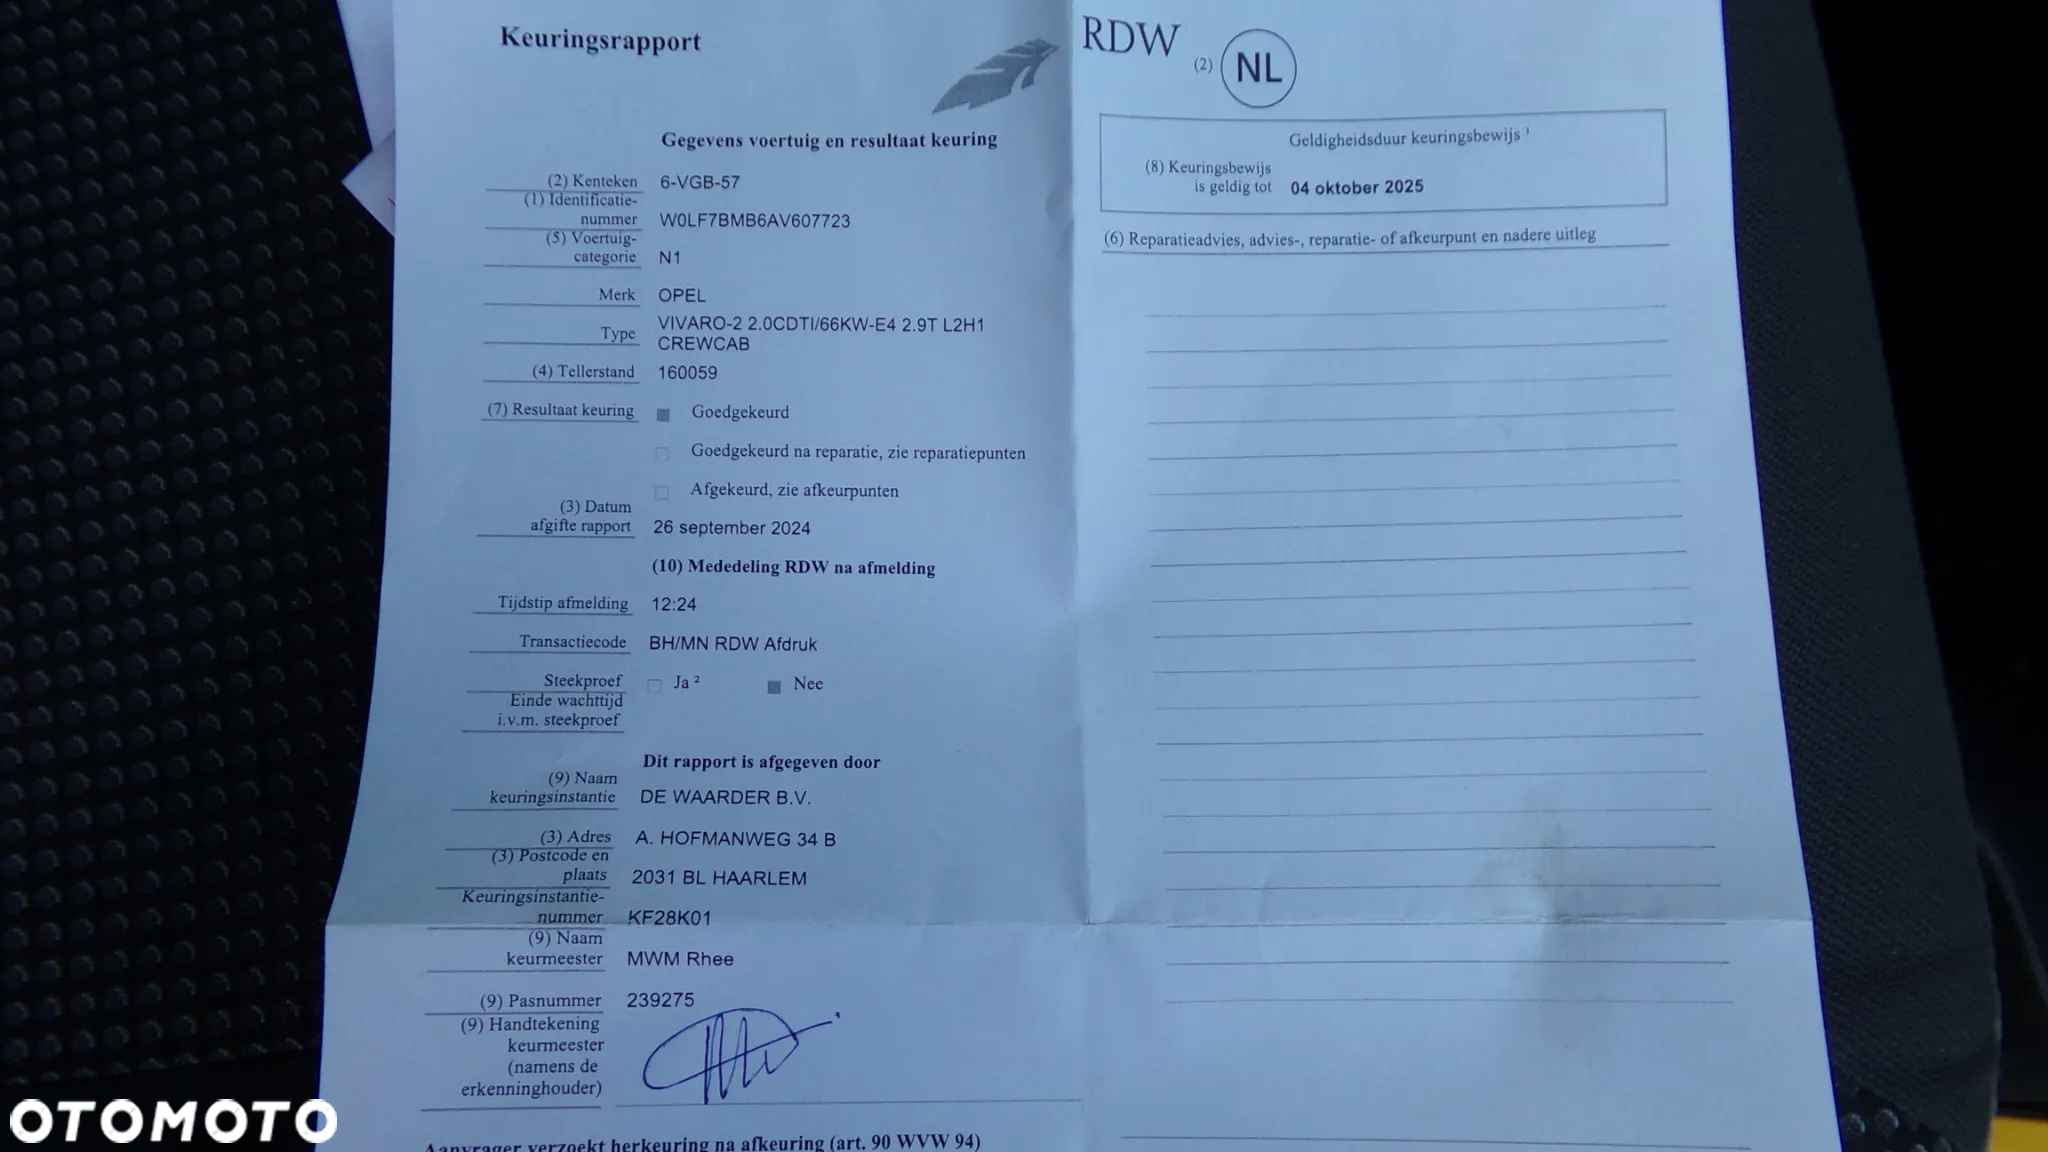 Keuringsrapport
RDW
(2) NL
Gegevens voertuig en resultaat keuring
(2) Kenteken 6-VGB-57
(1) Identificatie-
nummer W0LF7BMB6AV607723
(5) Voertuig-
categorie N1
Merk OPEL
Type VIVARO-2 2.0CDTI/66KW-E4 2.9T L2H1
CREWCAB
(4) Tellerstand 160059
(7) Resultaat keuring Goedgekeurd
Goedgekeurd na reparatie, zie reparatiepunten
Afgekeurd, zie afkeurpunten
(3) Datum
afgifte rapport 26 september 2024
(10) Mededeling RDW na afmelding
Tijdstip afmelding 12:24
Transactiecode BH/MN RDW Afdruk
Steekproef Ja ² Nee
Einde wachttijd
i.v.m. steekproef
Dit rapport is afgegeven door
(9) Naam
keuringsinstantie DE WAARDER B.V.
(3) Adres A. HOFMANWEG 34 B
(3) Postcode en
plaats 2031 BL HAARLEM
Keuringsinstantie-
nummer KF28K01
(9) Naam
keurmeester MWM Rhee
(9) Pasnummer 239275
(9) Handtekening
keurmeester
(namens de
erkenninghouder)
Aanvrager verzoekt herkeuring na afkeuring (art. 90 WVW 94)
Geldigheidsduur keuringsbewijs ¹
(8) Keuringsbewijs
is geldig tot 04 oktober 2025
(6) Reparatieadvies, advies-, reparatie- of afkeurpunt en nadere uitleg
OTOMOTO